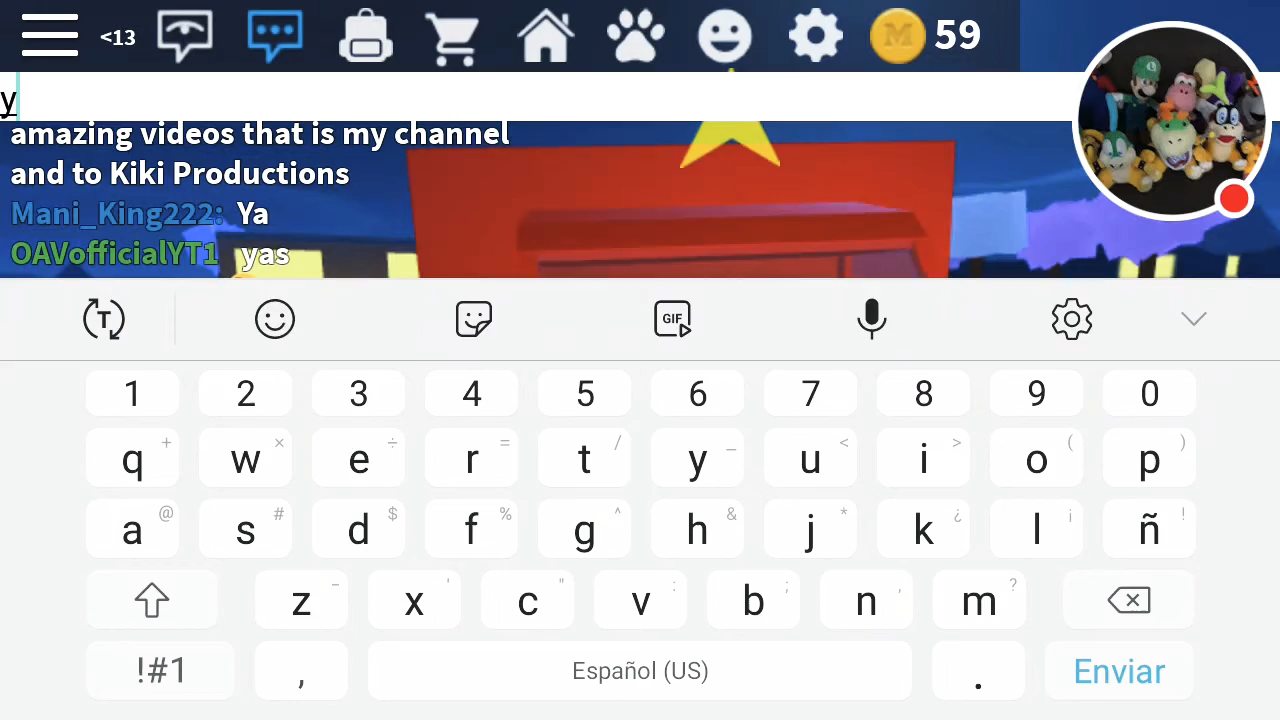 <13
M 59
y
amazing videos that is my channel
and to Kiki Productions
Mani_King222: Ya
OAVofficialYT1 yas
T
GIF
1 2 3 4 5 6 7 8 9 0
q + w × e ÷ r = t / y _ u < i > o ( p )
a @ s # d $ f % g ^ h & j * k ¿ l ¡ ñ !
z - x ' c " v : b ; n , m ?
!#1 , Español (US) . Enviar